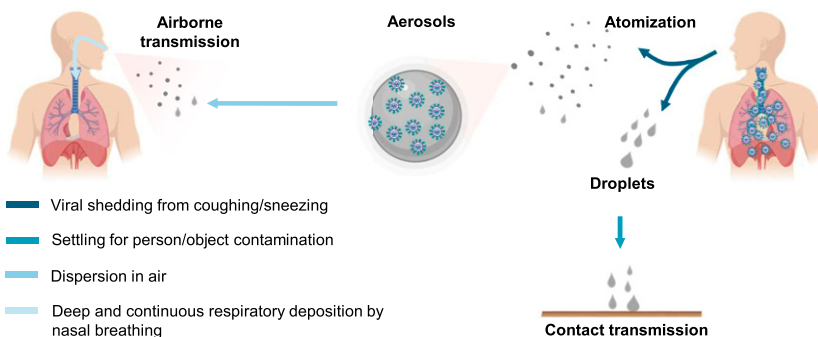 Airborne
transmission
Aerosols
Atomization
Droplets
Contact transmission
Viral shedding from coughing/sneezing
Settling for person/object contamination
Dispersion in air
Deep and continuous respiratory deposition by
nasal breathing